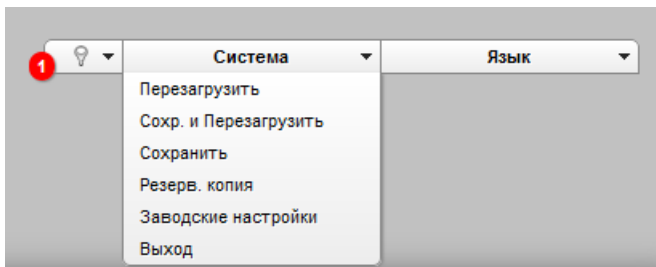 1 Система Язык
Перезагрузить
Сохр. и Перезагрузить
Сохранить
Резерв. копия
Заводские настройки
Выход